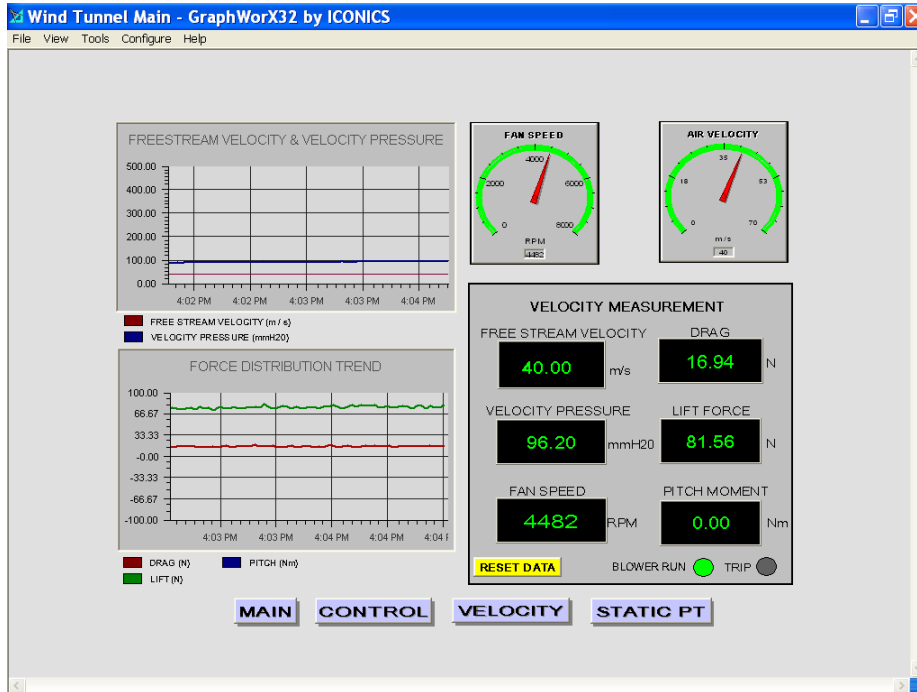 Wind Tunnel Main - GraphWorX32 by ICONICS
File View Tools Configure Help
FREESTREAM VELOCITY & VELOCITY PRESSURE
500.00
400.00
300.00
200.00
100.00
0.00
4:02 PM 4:02 PM 4:03 PM 4:03 PM 4:04 PM
FREE STREAM VELOCITY (m / s)
VELOCITY PRESSURE (mmH20)
FAN SPEED
0 2000 4000 6000 8000
RPM
4482
AIR VELOCITY
0 18 35 53 70
m/s
40
FORCE DISTRIBUTION TREND
100.00
66.67
33.33
-0.00
-33.33
-66.67
-100.00
4:03 PM 4:03 PM 4:04 PM 4:04 PM 4:04 F
DRAG (N) PITCH (Nm)
LIFT (N)
VELOCITY MEASUREMENT
FREE STREAM VELOCITY DRAG
40.00 m/s 16.94 N
VELOCITY PRESSURE LIFT FORCE
96.20 mmH20 81.56 N
FAN SPEED PITCH MOMENT
4482 RPM 0.00 Nm
RESET DATA BLOWER RUN TRIP
MAIN CONTROL VELOCITY STATIC PT